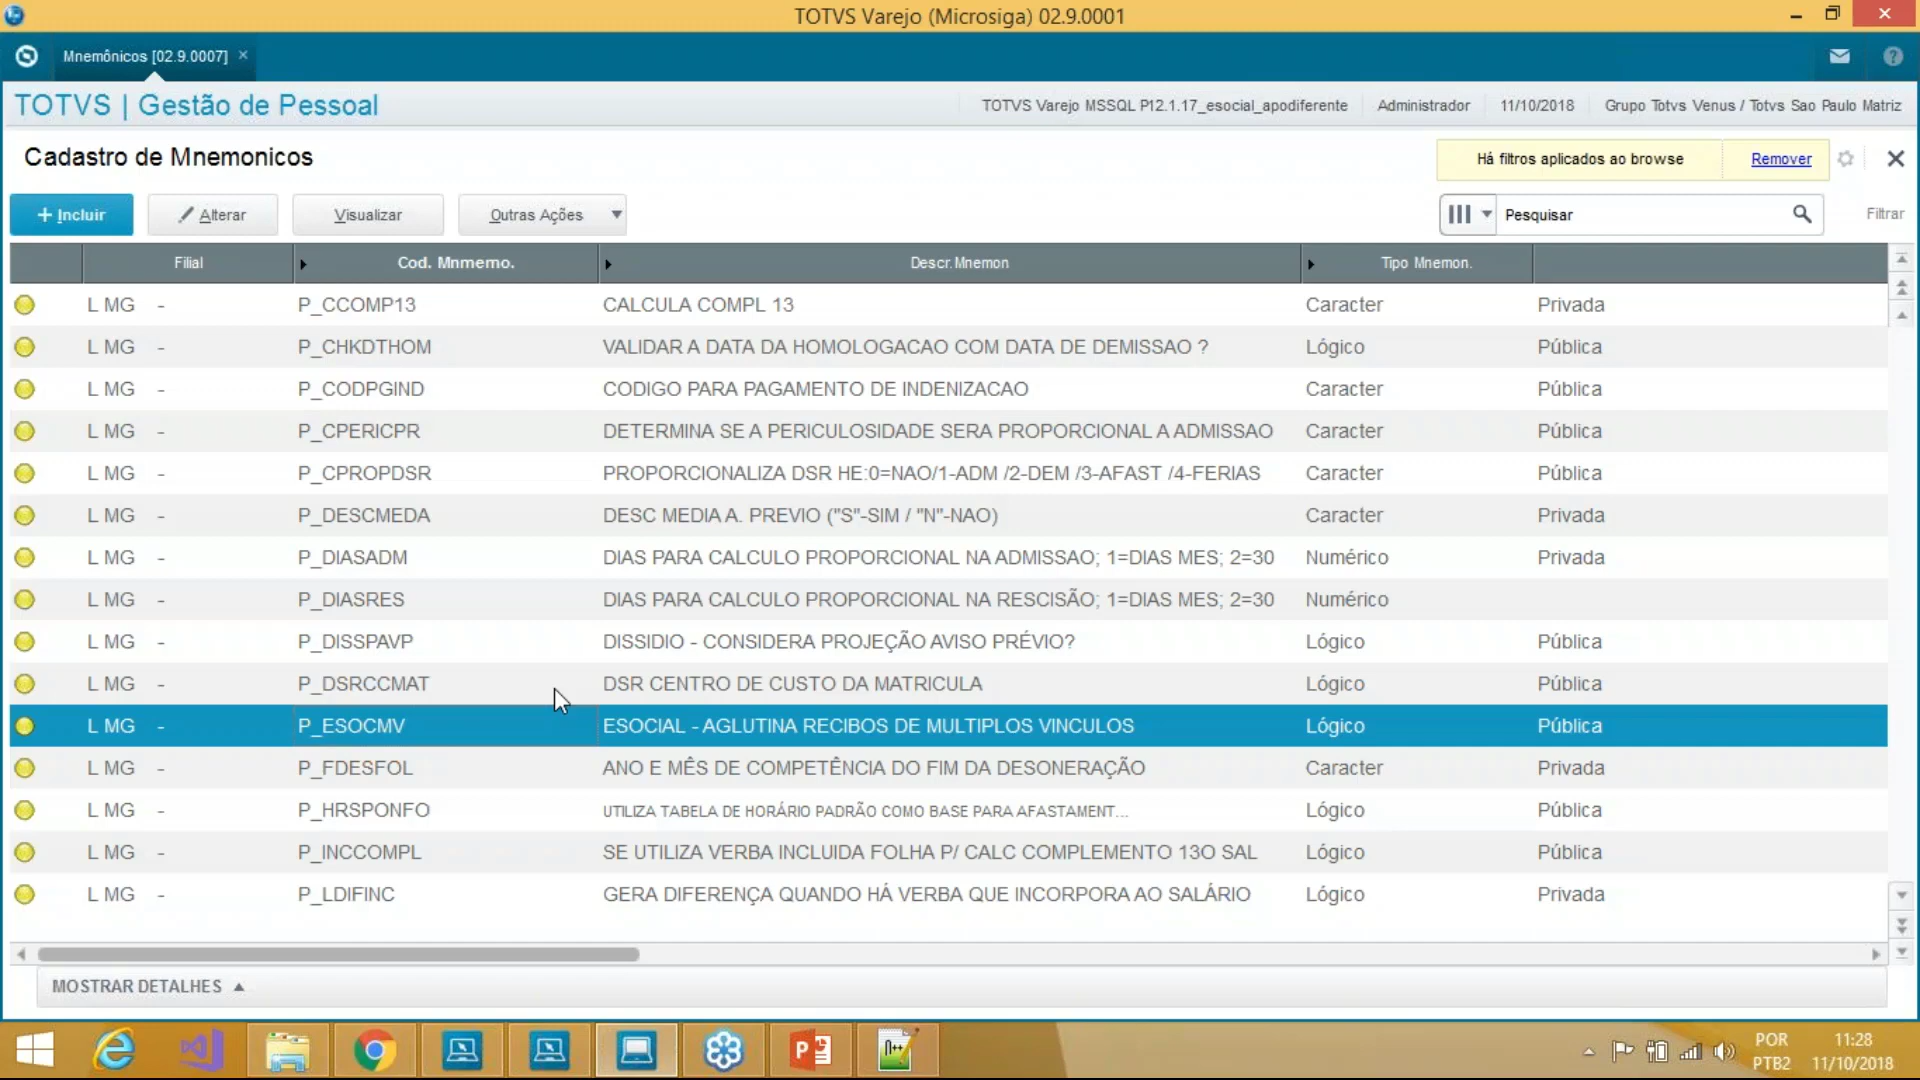 TOTVS Varejo (Microsiga) 02.9.0001
Mnemônicos [02.9.0007]
TOTVS | Gestão de Pessoal
TOTVS Varejo MSSQL P12.1.17_esocial_apodiferente Administrador 11/10/2018 Grupo Totvs Venus / Totvs Sao Paulo Matriz
Cadastro de Mnemonicos
Há filtros aplicados ao browse Remover
+ Incluir Alterar Visualizar Outras Ações Pesquisar Filtrar
Filial Cod. Mnmemo. Descr.Mnemon Tipo Mnemon.
L MG - P_CCOMP13 CALCULA COMPL 13 Caracter Privada
L MG - P_CHKDTHOM VALIDAR A DATA DA HOMOLOGACAO COM DATA DE DEMISSAO ? Lógico Pública
L MG - P_CODPGIND CODIGO PARA PAGAMENTO DE INDENIZACAO Caracter Pública
L MG - P_CPERICPR DETERMINA SE A PERICULOSIDADE SERA PROPORCIONAL A ADMISSAO Caracter Pública
L MG - P_CPROPDSR PROPORCIONALIZA DSR HE:0=NAO/1-ADM /2-DEM /3-AFAST /4-FERIAS Caracter Pública
L MG - P_DESCMEDA DESC MEDIA A. PREVIO ("S"-SIM / "N"-NAO) Caracter Privada
L MG - P_DIASADM DIAS PARA CALCULO PROPORCIONAL NA ADMISSAO; 1=DIAS MES; 2=30 Numérico Privada
L MG - P_DIASRES DIAS PARA CALCULO PROPORCIONAL NA RESCISÃO; 1=DIAS MES; 2=30 Numérico
L MG - P_DISSPAVP DISSIDIO - CONSIDERA PROJEÇÃO AVISO PRÉVIO? Lógico Pública
L MG - P_DSRCCMAT DSR CENTRO DE CUSTO DA MATRICULA Lógico Pública
L MG - P_ESOCMV ESOCIAL - AGLUTINA RECIBOS DE MULTIPLOS VINCULOS Lógico Pública
L MG - P_FDESFOL ANO E MÊS DE COMPETÊNCIA DO FIM DA DESONERAÇÃO Caracter Privada
L MG - P_HRSPONFO UTILIZA TABELA DE HORÁRIO PADRÃO COMO BASE PARA AFASTAMENT... Lógico Pública
L MG - P_INCCOMPL SE UTILIZA VERBA INCLUIDA FOLHA P/ CALC COMPLEMENTO 13O SAL Lógico Pública
L MG - P_LDIFINC GERA DIFERENÇA QUANDO HÁ VERBA QUE INCORPORA AO SALÁRIO Lógico Privada
MOSTRAR DETALHES
POR 11:28
PTB2 11/10/2018